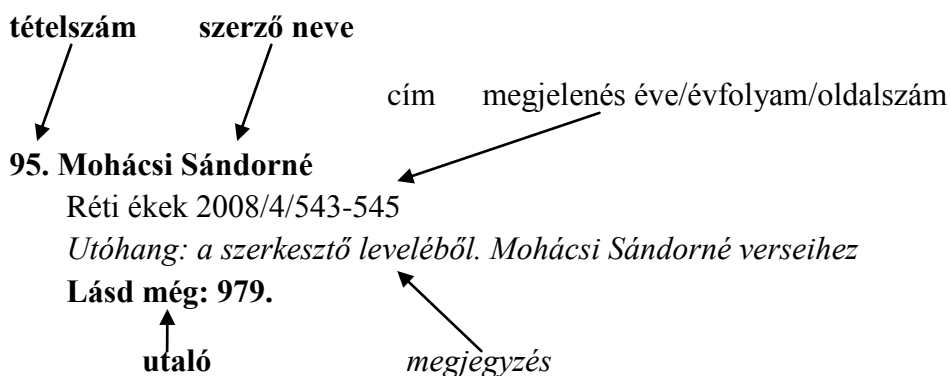 tételszám szerző neve
cím megjelenés éve/évfolyam/oldalszám
95. Mohácsi Sándorné
Réti ékek 2008/4/543-545
Utóhang: a szerkesztő leveléből. Mohácsi Sándorné verseihez
Lásd még: 979.
utaló megjegyzés